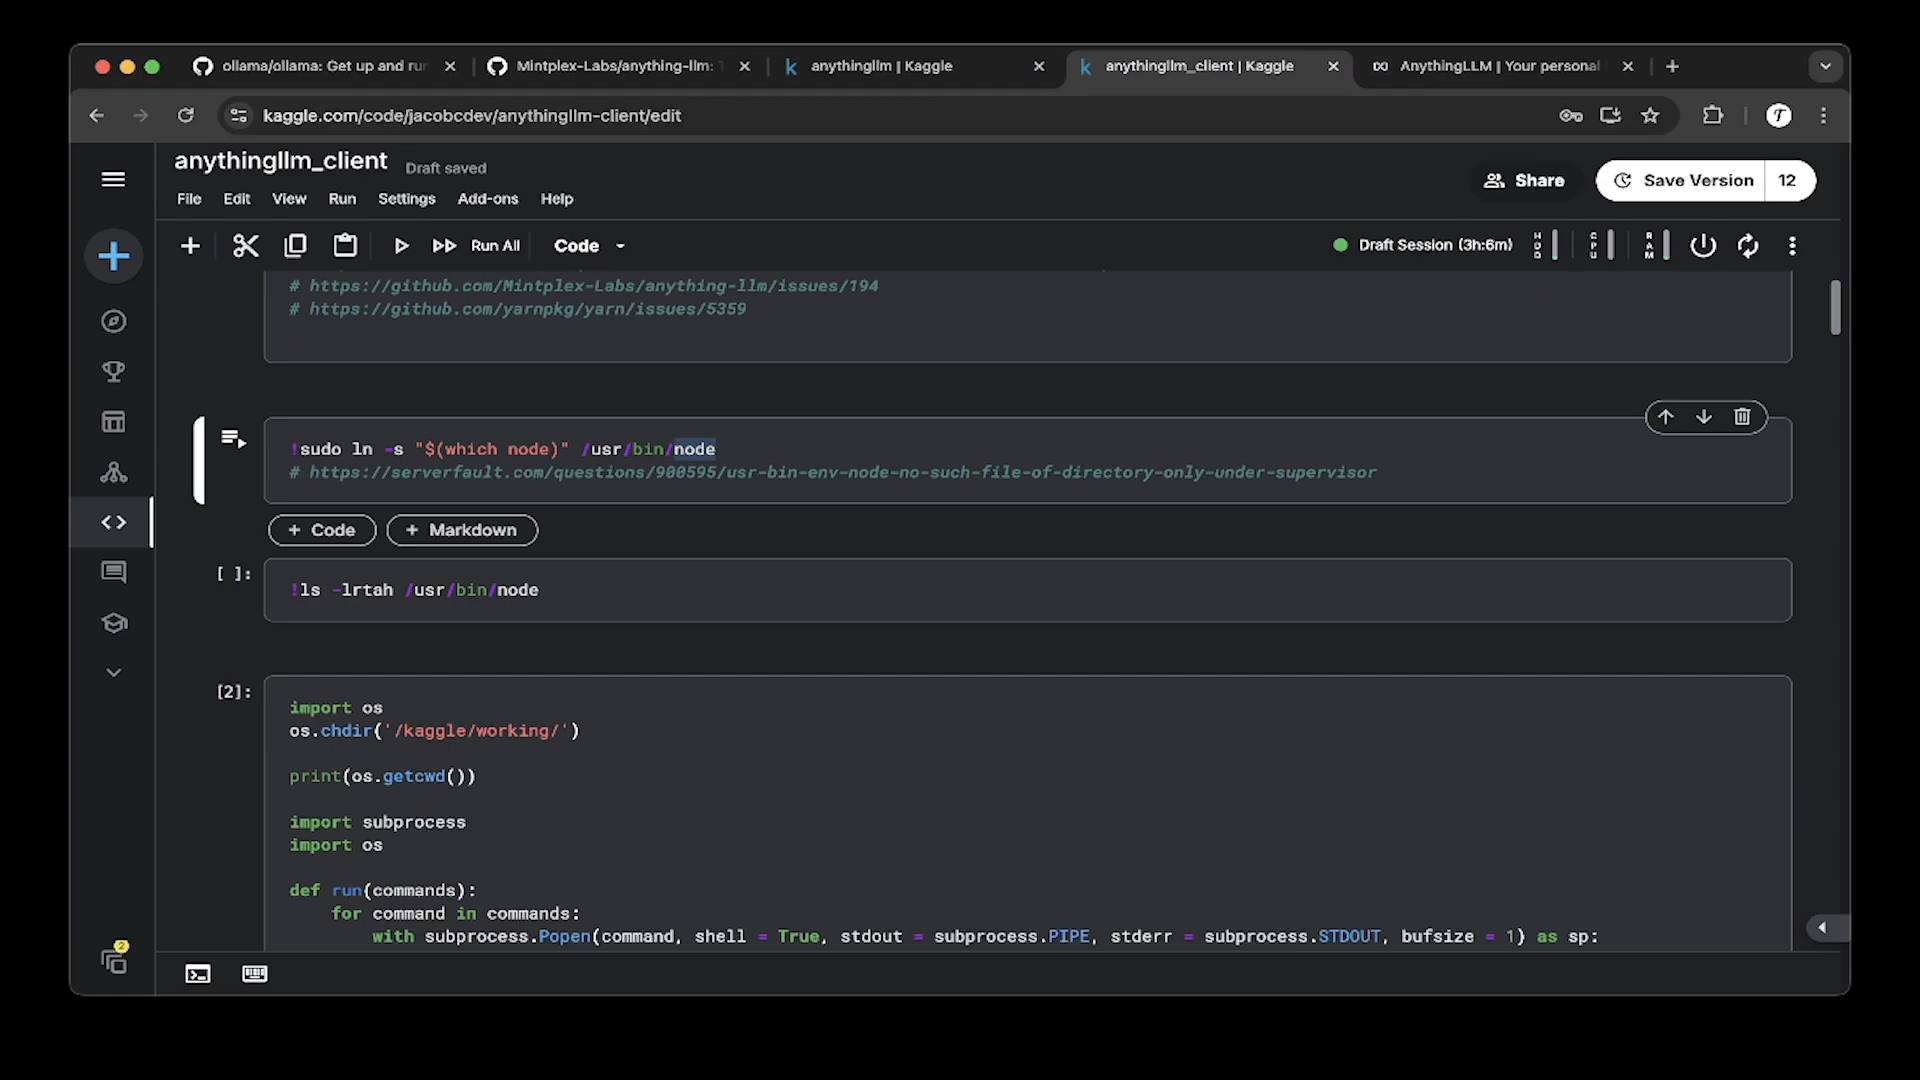 ollama/ollama: Get up and rur
Mintplex-Labs/anything-llm:
anythingllm | Kaggle
anythingllm_client | Kaggle
AnythingLLM | Your personal
kaggle.com/code/jacobcdev/anythingllm-client/edit
anythingllm_client
Draft saved
File Edit View Run Settings Add-ons Help
Share
Save Version 12
Run All
Code
Draft Session (3h:6m)
HDD
CPU
RAM
# https://github.com/Mintplex-Labs/anything-llm/issues/194
# https://github.com/yarnpkg/yarn/issues/5359
!sudo ln -s "$(which node)" /usr/bin/node
# https://serverfault.com/questions/900595/usr-bin-env-node-no-such-file-of-directory-only-under-supervisor
+ Code
+ Markdown
[ ]:
!ls -lrtah /usr/bin/node
[2]:
import os
os.chdir('/kaggle/working/')
print(os.getcwd())
import subprocess
import os
def run(commands):
for command in commands:
with subprocess.Popen(command, shell = True, stdout = subprocess.PIPE, stderr = subprocess.STDOUT, bufsize = 1) as sp:
2